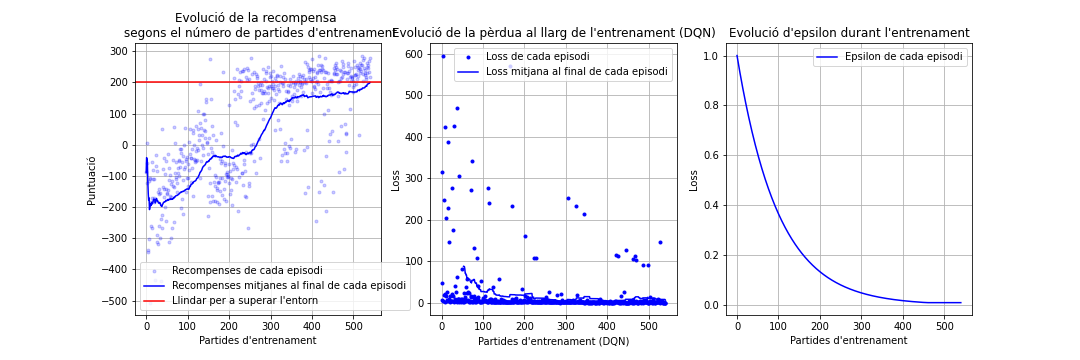 Evolució de la recompensa
segons el número de partides d'entrenament
300
200
100
0
−100
−200
−300
−400
−500
Puntuació
Recompenses de cada episodi
Recompenses mitjanes al final de cada episodi
Llindar per a superar l'entorn
0
100
200
300
400
500
Partides d'entrenament
Evolució de la pèrdua al llarg de l'entrenament (DQN)
600
500
400
300
200
100
0
Loss
Loss de cada episodi
Loss mitjana al final de cada episodi
0
100
200
300
400
500
Partides d'entrenament (DQN)
Evolució d'epsilon durant l'entrenament
1.0
0.8
0.6
0.4
0.2
0.0
Loss
Epsilon de cada episodi
0
100
200
300
400
500
Partides d'entrenament